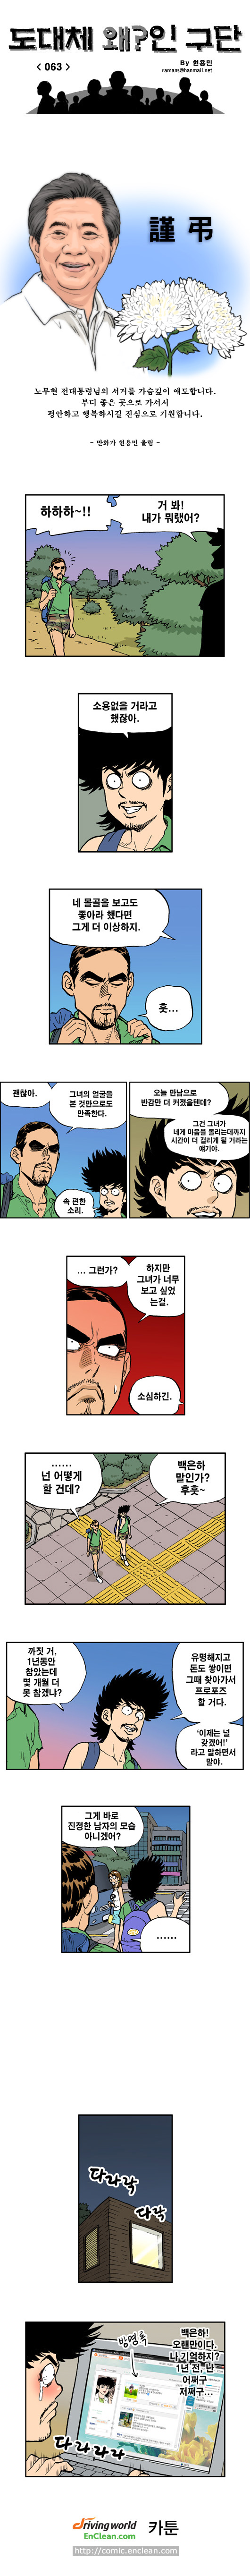 도대체 왜?인 구단
< 063 >
By 현용민
ramans@hanmail.net
謹 弔
노무현 전대통령님의 서거를 가슴깊이 애도합니다.
부디 좋은 곳으로 가셔서
평안하고 행복하시길 진심으로 기원합니다.
- 만화가 현용민 올림 -
하하하~!!
거 봐!
내가 뭐랬어?
소용없을 거라고
했잖아.
네 몰골을 보고도
좋아라 했다면
그게 더 이상하지.
훗...
괜찮아.
그녀의 얼굴을
본 것만으로도
만족한다.
속 편한
소리.
오늘 만남으로
반감만 더 커졌을텐데?
그건 그녀가
네게 마음을 돌리는데까지
시간이 더 걸리게 될 거라는
얘기야.
... 그런가?
하지만
그녀가 너무
보고 싶었
는걸.
소심하긴.
......
넌 어떻게
할 건데?
백은하
말인가?
후훗~
까짓 거,
1년동안
참았는데
몇 개월 더
못 참겠냐?
유명해지고
돈도 쌓이면
그때 찾아가서
프로포즈
할 거다.
'이제는 널
갖겠어!'
라고 말하면서
말야.
그게 바로
진정한 남자의 모습
아니겠어?
......
다라락
다락
방명록
백은하!
오랜만이다.
나 기억하지?
1년 전, 난
어쩌구
저쩌구...
다라라라
driving world
EnClean.com
카툰
http://comic.enclean.com